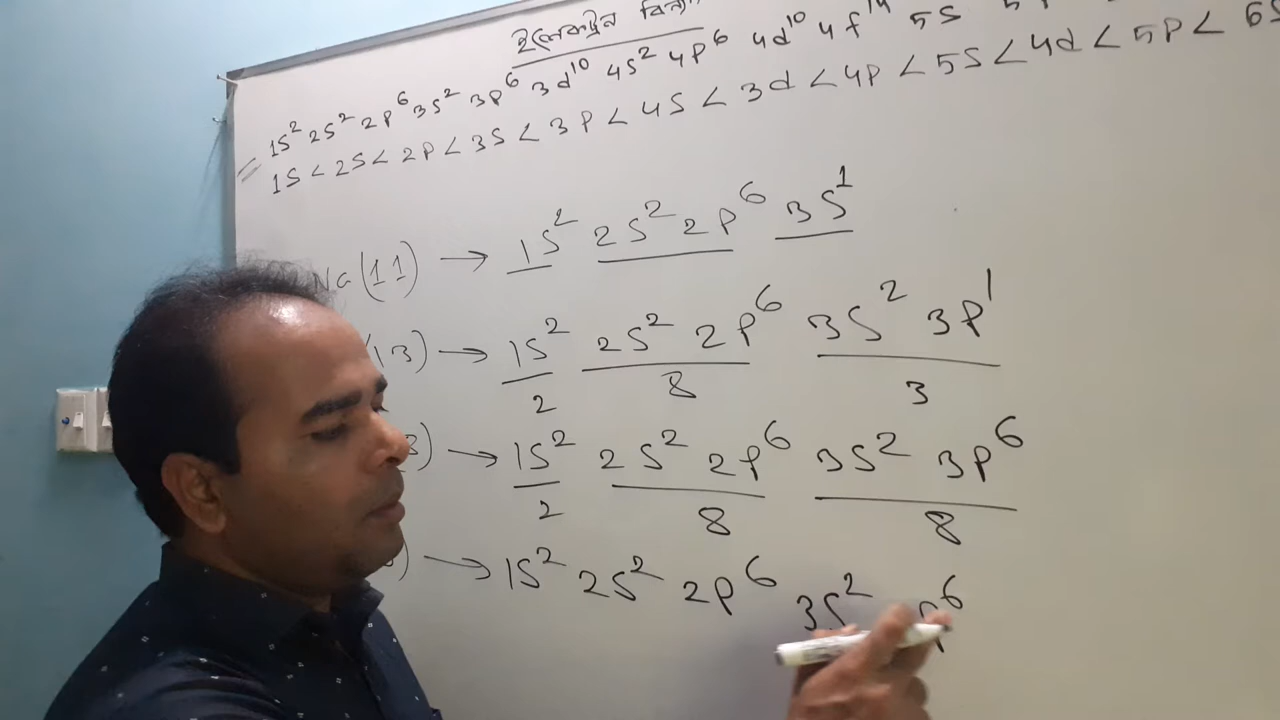 ইলেকট্রন
1S² 2S² 2P⁶ 3S² 3P⁶ 3d¹⁰ 4S² 4P⁶ 4d¹⁰ 4f¹⁴ 5S
1S < 2S < 2P < 3S < 3P < 4S < 3d < 4P < 5S < 4d < 5P < 6S
Na(11) → 1S² 2S² 2P⁶ 3S¹
13) → 1S² 2S² 2P⁶ 3S² 3P¹
2 8 3
) → 1S² 2S² 2P⁶ 3S² 3P⁶
2 8 8
) → 1S² 2S² 2P⁶ 3S² P⁶